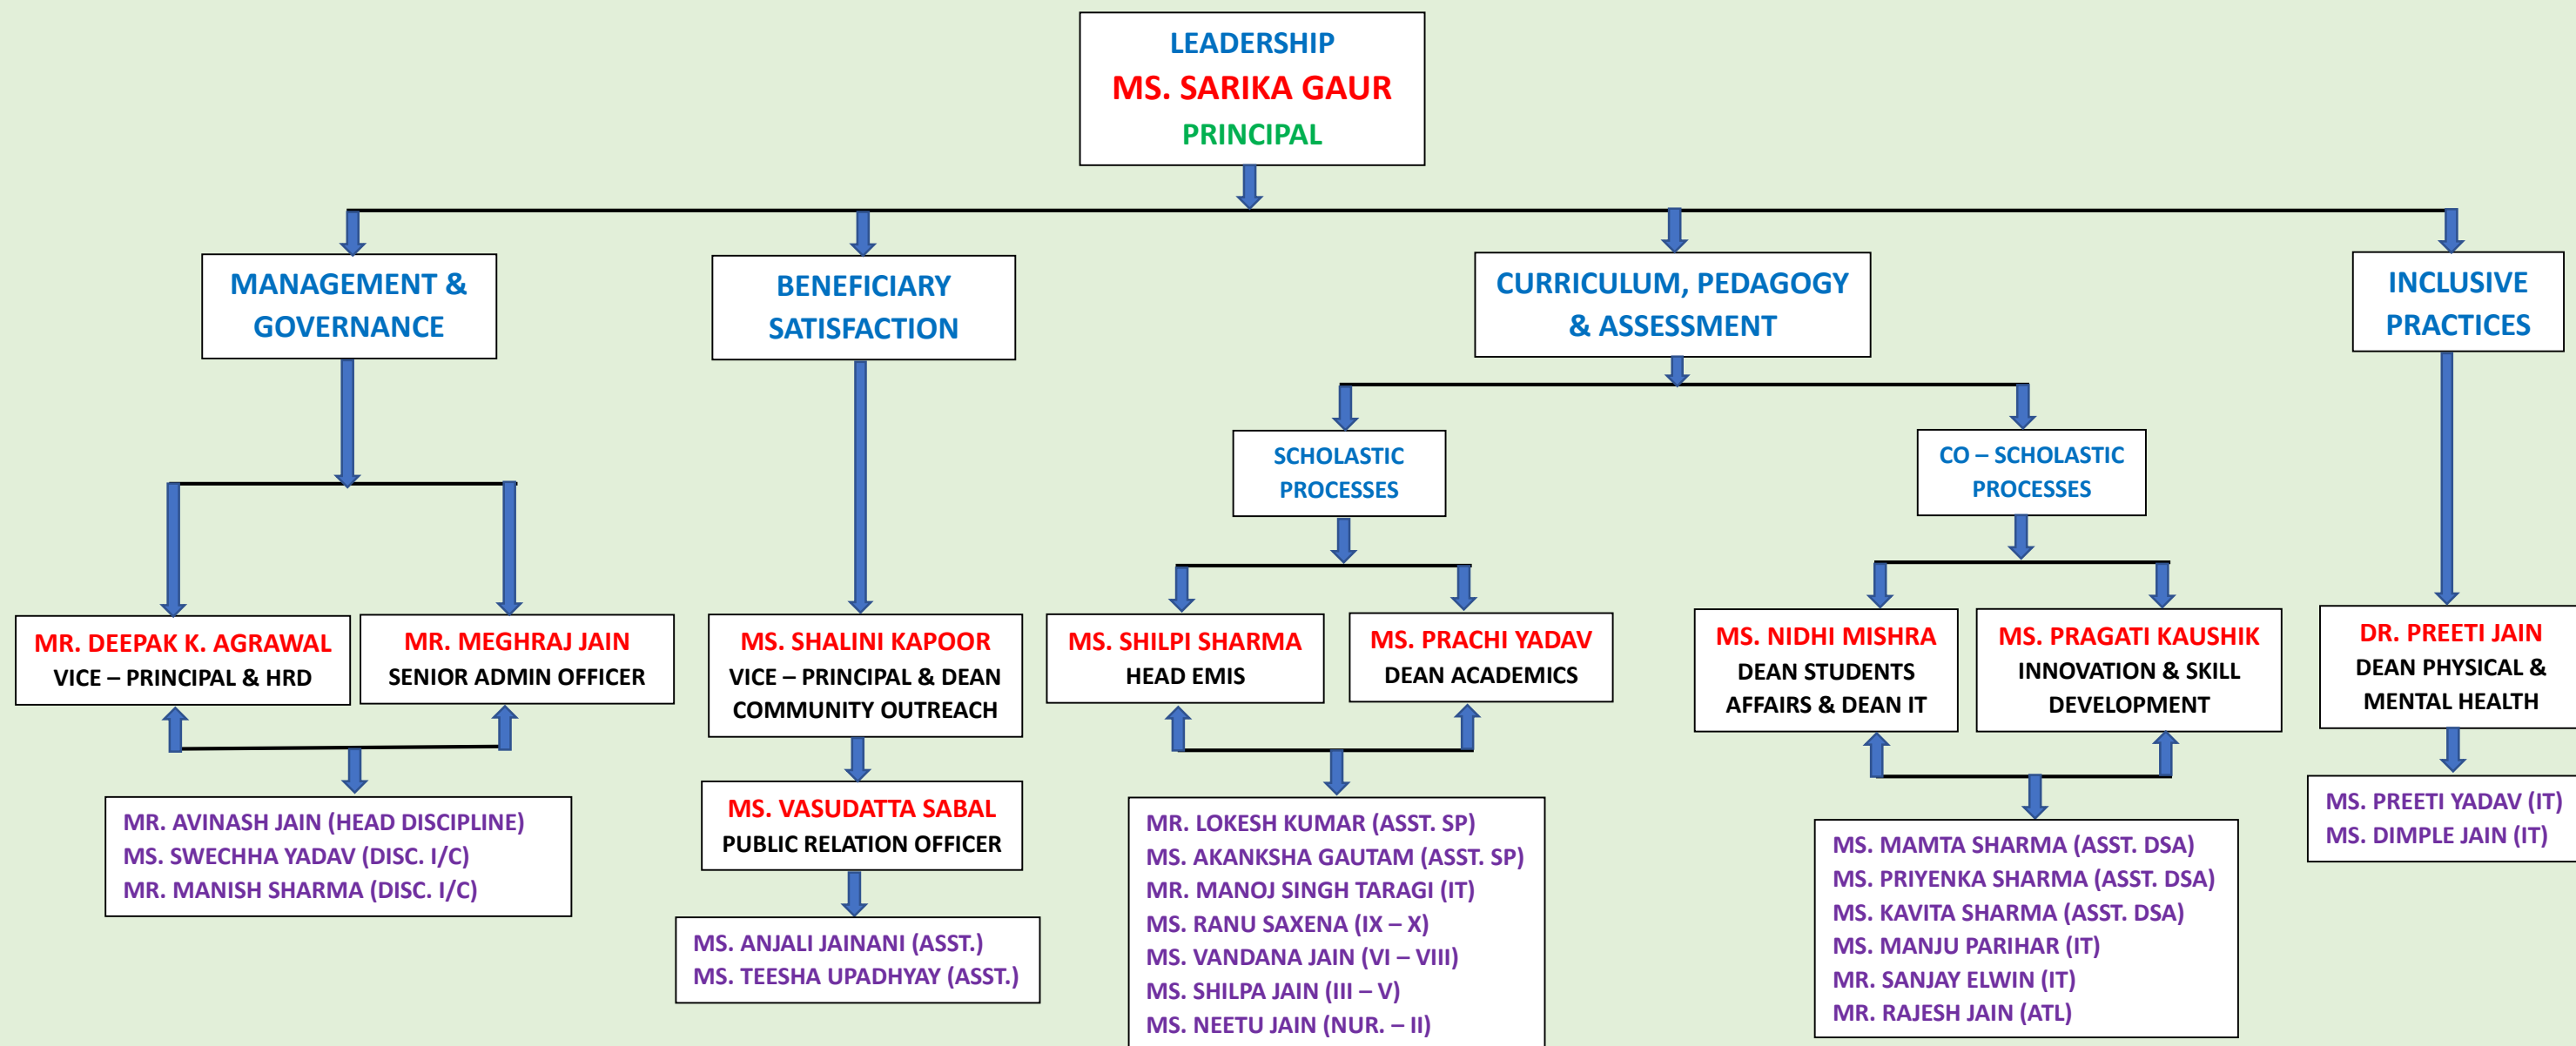 LEADERSHIP
MS. SARIKA GAUR
PRINCIPAL
MANAGEMENT &
GOVERNANCE
BENEFICIARY
SATISFACTION
CURRICULUM, PEDAGOGY
& ASSESSMENT
INCLUSIVE
PRACTICES
SCHOLASTIC
PROCESSES
CO – SCHOLASTIC
PROCESSES
MR. DEEPAK K. AGRAWAL
VICE – PRINCIPAL & HRD
MR. MEGHRAJ JAIN
SENIOR ADMIN OFFICER
MS. SHALINI KAPOOR
VICE – PRINCIPAL & DEAN
COMMUNITY OUTREACH
MS. SHILPI SHARMA
HEAD EMIS
MS. PRACHI YADAV
DEAN ACADEMICS
MS. NIDHI MISHRA
DEAN STUDENTS
AFFAIRS & DEAN IT
MS. PRAGATI KAUSHIK
INNOVATION & SKILL
DEVELOPMENT
DR. PREETI JAIN
DEAN PHYSICAL &
MENTAL HEALTH
MR. AVINASH JAIN (HEAD DISCIPLINE)
MS. SWECHHA YADAV (DISC. I/C)
MR. MANISH SHARMA (DISC. I/C)
MS. VASUDATTA SABAL
PUBLIC RELATION OFFICER
MS. ANJALI JAINANI (ASST.)
MS. TEESHA UPADHYAY (ASST.)
MR. LOKESH KUMAR (ASST. SP)
MS. AKANKSHA GAUTAM (ASST. SP)
MR. MANOJ SINGH TARAGI (IT)
MS. RANU SAXENA (IX – X)
MS. VANDANA JAIN (VI – VIII)
MS. SHILPA JAIN (III – V)
MS. NEETU JAIN (NUR. – II)
MS. MAMTA SHARMA (ASST. DSA)
MS. PRIYENKA SHARMA (ASST. DSA)
MS. KAVITA SHARMA (ASST. DSA)
MS. MANJU PARIHAR (IT)
MR. SANJAY ELWIN (IT)
MR. RAJESH JAIN (ATL)
MS. PREETI YADAV (IT)
MS. DIMPLE JAIN (IT)